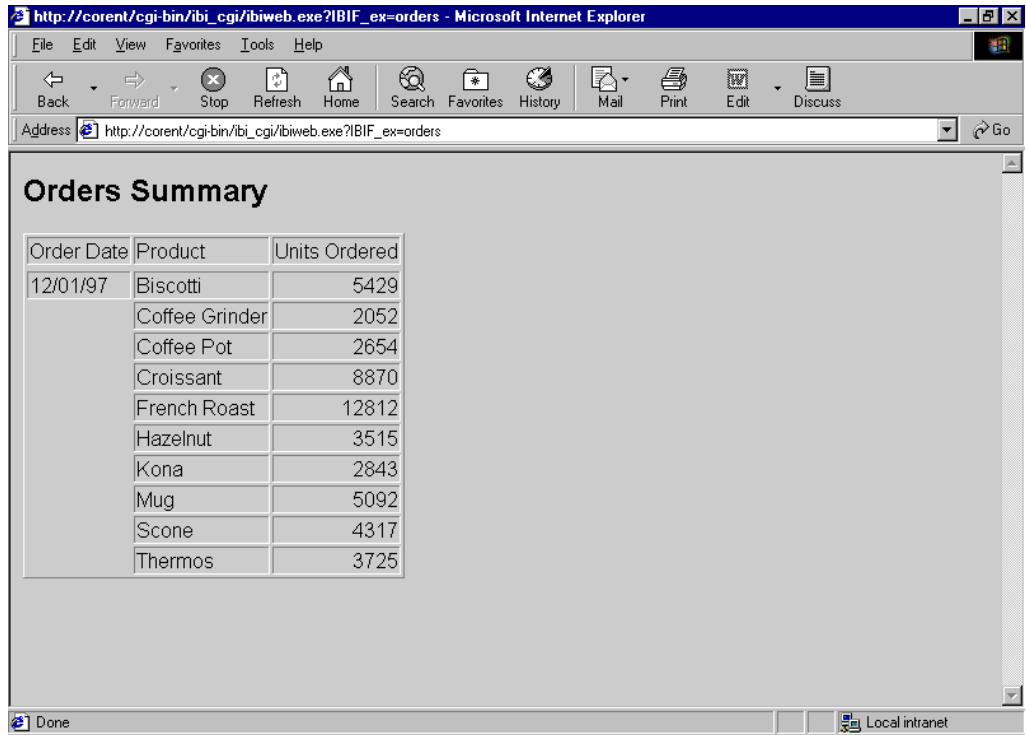 http://corent/cgi-bin/ibi_cgi/ibiweb.exe?IBIF_ex=orders - Microsoft Internet Explorer
File Edit View Favorites Tools Help
Back Forward Stop Refresh Home Search Favorites History Mail Print Edit Discuss
Address http://corent/cgi-bin/ibi_cgi/ibiweb.exe?IBIF_ex=orders Go
Orders Summary
Order Date Product Units Ordered
12/01/97 Biscotti 5429
Coffee Grinder 2052
Coffee Pot 2654
Croissant 8870
French Roast 12812
Hazelnut 3515
Kona 2843
Mug 5092
Scone 4317
Thermos 3725
Done Local intranet